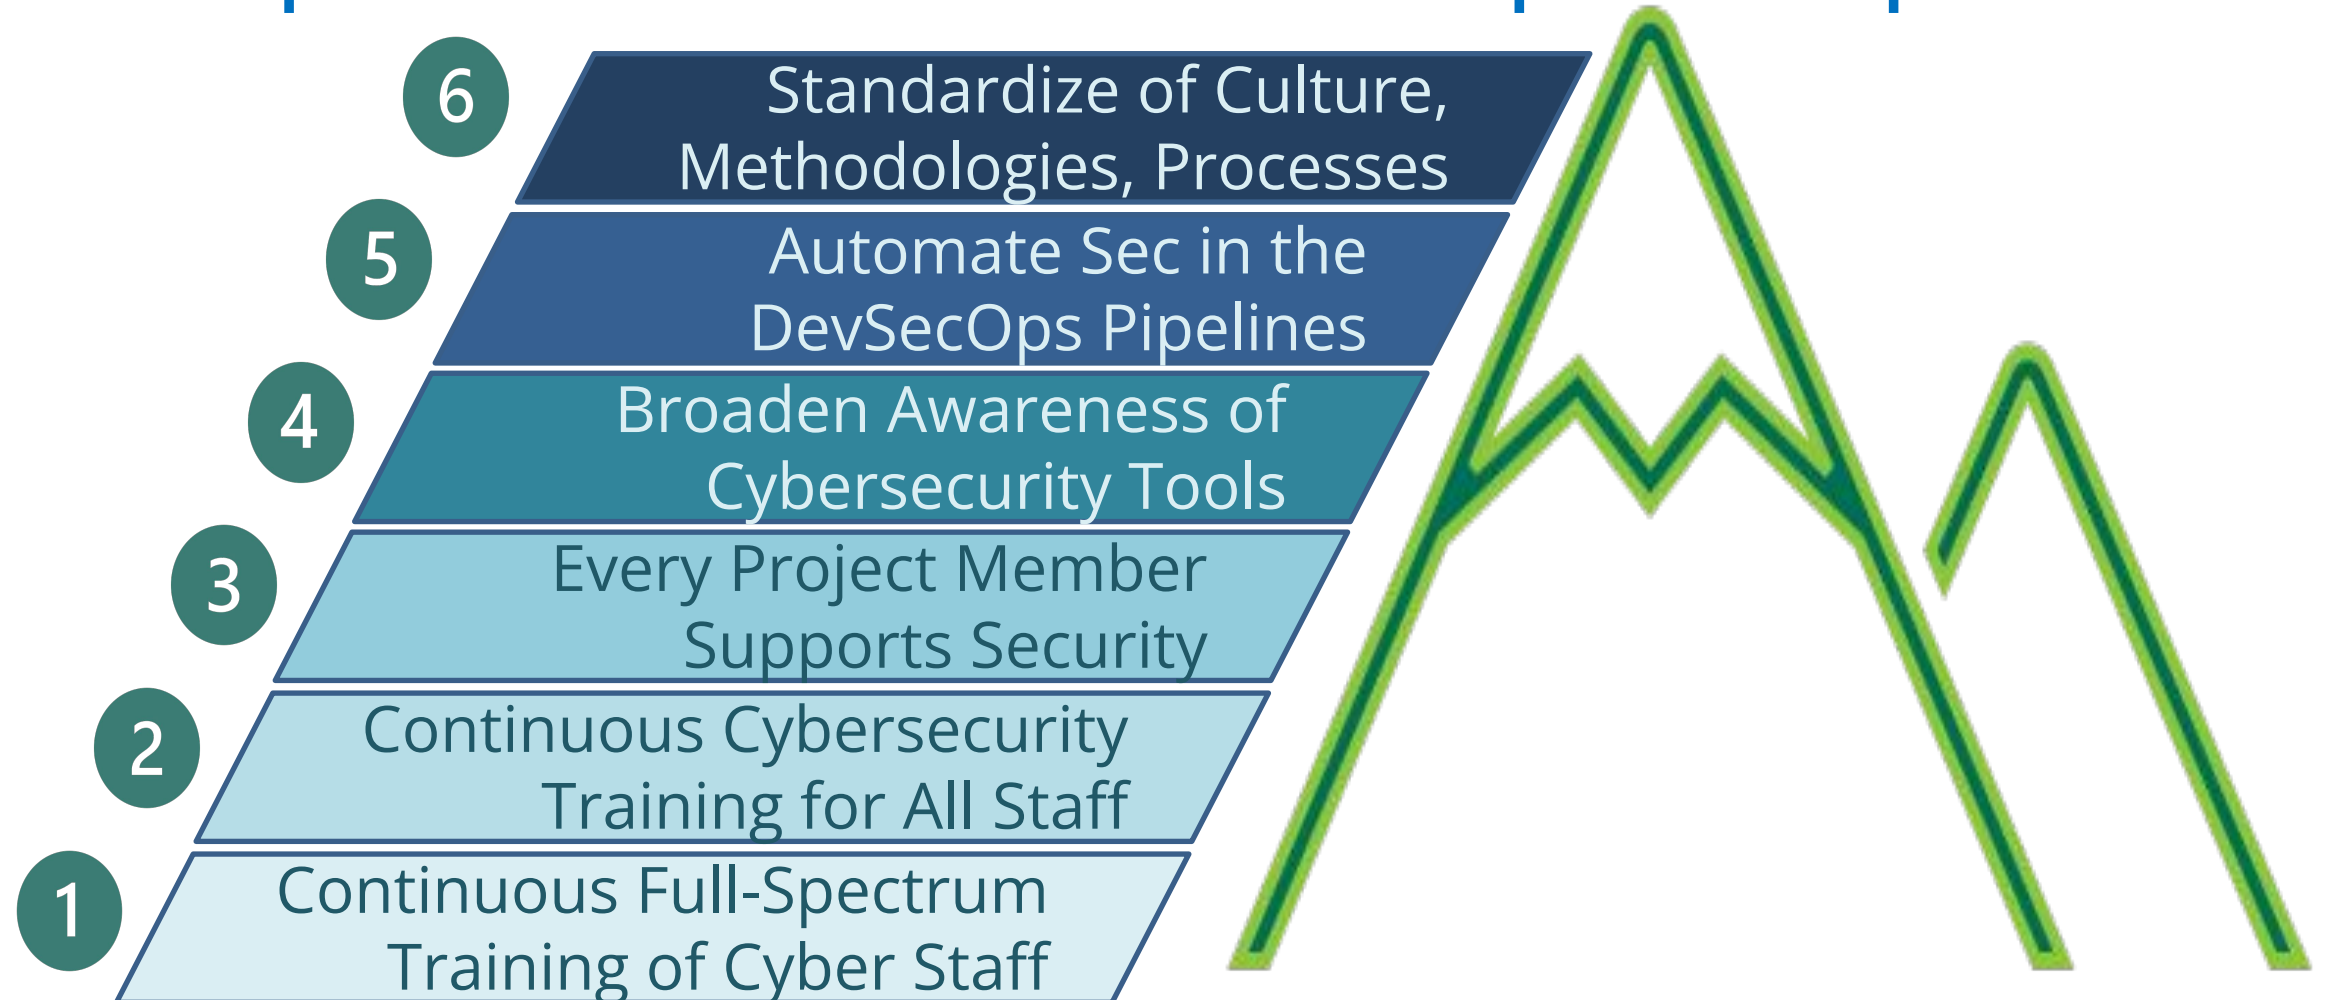 6
Standardize of Culture,
Methodologies, Processes
5
Automate Sec in the
DevSecOps Pipelines
4
Broaden Awareness of
Cybersecurity Tools
3
Every Project Member
Supports Security
2
Continuous Cybersecurity
Training for All Staff
1
Continuous Full-Spectrum
Training of Cyber Staff